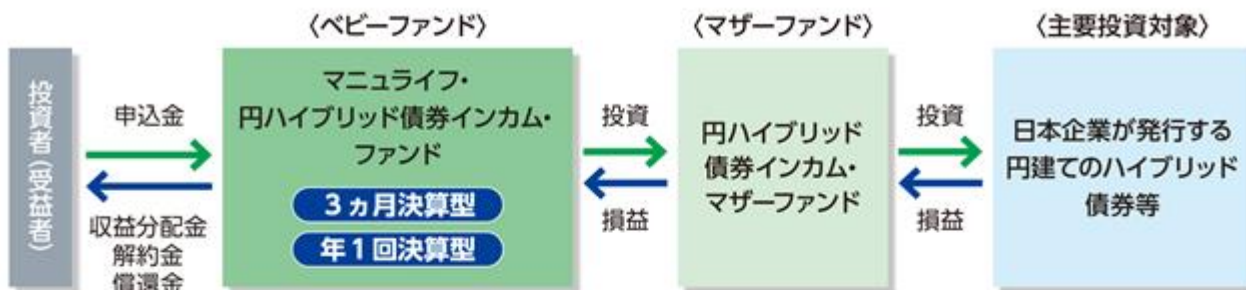 〈ベビーファンド〉
〈マザーファンド〉
〈主要投資対象〉
投資者(受益者)
申込金
収益分配金
解約金
償還金
マニュライフ・
円ハイブリッド債券インカム・
ファンド
3ヵ月決算型
年1回決算型
投資
損益
円ハイブリッド
債券インカム・
マザーファンド
投資
損益
日本企業が発行する
円建てのハイブリッド
債券等